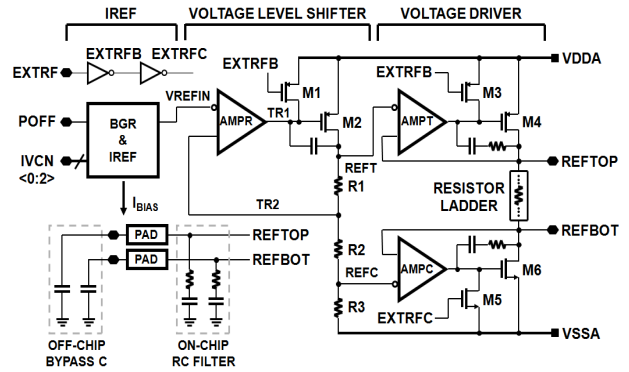 IREF
VOLTAGE LEVEL SHIFTER
VOLTAGE DRIVER
EXTRF
EXTRFB
EXTRFC
POFF
IVCN
<0:2>
BGR
&
IREF
VREFIN
IBIAS
EXTRFB
M1
AMPR
TR1
M2
REFT
R1
TR2
R2
REFC
R3
EXTRFB
M3
AMPT
M4
VDDA
REFTOP
RESISTOR
LADDER
REFBOT
AMPC
M6
M5
EXTRFC
VSSA
PAD
REFTOP
PAD
REFBOT
OFF-CHIP
BYPASS C
ON-CHIP
RC FILTER